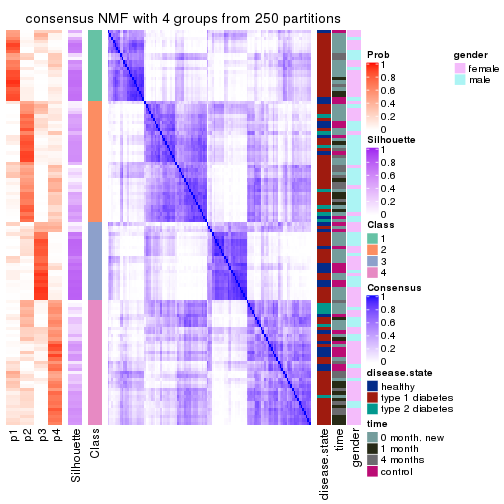 consensus NMF with 4 groups from 250 partitions
Prob
1
0.8
0.6
0.4
0.2
0
gender
female
male
Silhouette
1
0.8
0.6
0.4
0.2
0
Class
1
2
3
4
Consensus
1
0.8
0.6
0.4
0.2
0
disease.state
healthy
type 1 diabetes
type 2 diabetes
time
0 month. new
1 month
4 months
control
p1
p2
p3
p4
Silhouette
Class
disease.state
time
gender